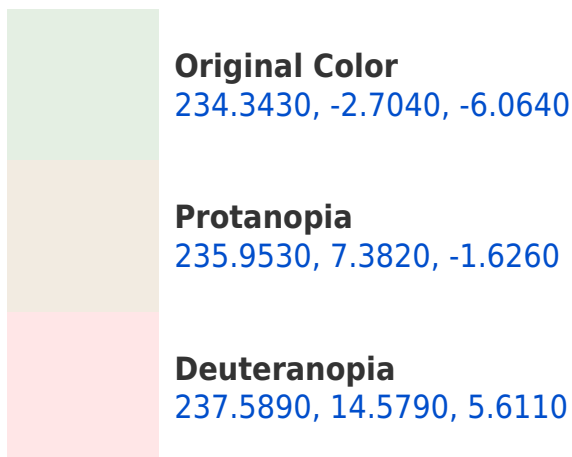 Original Color
234.3430, -2.7040, -6.0640
Protanopia
235.9530, 7.3820, -1.6260
Deuteranopia
237.5890, 14.5790, 5.6110